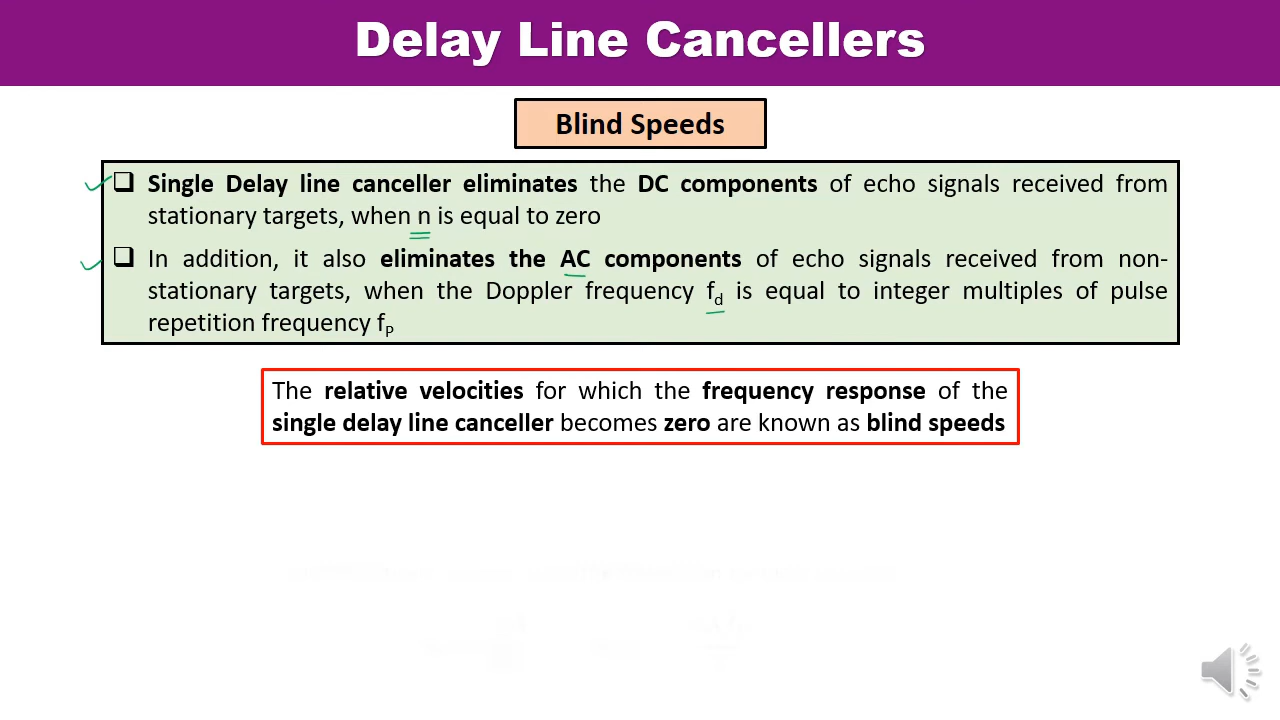 Delay Line Cancellers
Blind Speeds
❑ Single Delay line canceller eliminates the DC components of echo signals received from
stationary targets, when n is equal to zero
❑ In addition, it also eliminates the AC components of echo signals received from non-
stationary targets, when the Doppler frequency fd is equal to integer multiples of pulse
repetition frequency fP
The relative velocities for which the frequency response of the
single delay line canceller becomes zero are known as blind speeds